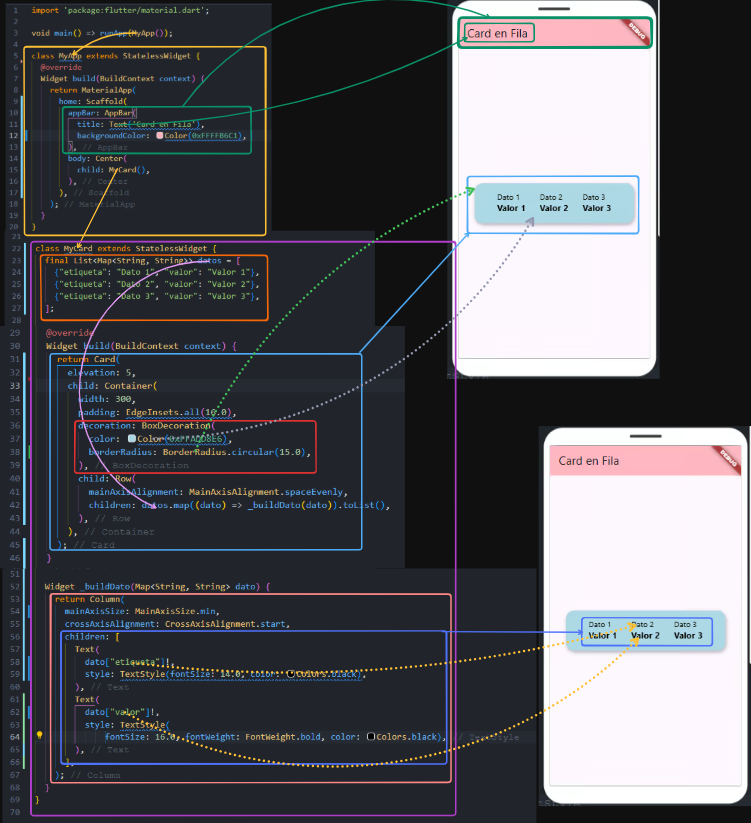 1 import 'package:flutter/material.dart';
2
3 void main() => runApp(MyApp());
4
5 class MyApp extends StatelessWidget {
6 @override
7 Widget build(BuildContext context) {
8 return MaterialApp(
9 home: Scaffold(
10 appBar: AppBar(
11 title: Text('Card en Fila'),
12 backgroundColor: Color(0xFFFFB6C1),
13 ), // AppBar
14 body: Center(
15 child: MyCard(),
16 ), // Center
17 ), // Scaffold
18 ); // MaterialApp
19 }
20 }
21
22 class MyCard extends StatelessWidget {
23 final List<Map<String, String>> datos = [
24 {"etiqueta": "Dato 1", "valor": "Valor 1"},
25 {"etiqueta": "Dato 2", "valor": "Valor 2"},
26 {"etiqueta": "Dato 3", "valor": "Valor 3"},
27 ];
28
29 @override
30 Widget build(BuildContext context) {
31 return Card(
32 elevation: 5,
33 child: Container(
34 width: 300,
35 padding: EdgeInsets.all(10.0),
36 decoration: BoxDecoration(
37 color: Color(0xFFADD8E6),
38 borderRadius: BorderRadius.circular(15.0),
39 ), // BoxDecoration
40 child: Row(
41 mainAxisAlignment: MainAxisAlignment.spaceEvenly,
42 children: datos.map((dato) => _buildDato(dato)).toList(),
43 ), // Row
44 ), // Container
45 ); // Card
46 }
51
52 Widget _buildDato(Map<String, String> dato) {
53 return Column(
54 mainAxisSize: MainAxisSize.min,
55 crossAxisAlignment: CrossAxisAlignment.start,
56 children: [
57 Text(
58 dato["etiqueta"]!,
59 style: TextStyle(fontSize: 14.0, color: Colors.black),
60 ), // Text
61 Text(
62 dato["valor"]!,
63 style: TextStyle(
64 fontSize: 16.0, fontWeight: FontWeight.bold, color: Colors.black), // TextStyle
65 ), // Text
66 ],
67 ); // Column
68 }
69 }
70
Card en Fila
DEBUG
Dato 1 Dato 2 Dato 3
Valor 1 Valor 2 Valor 3
Card en Fila
DEBUG
Dato 1 Dato 2 Dato 3
Valor 1 Valor 2 Valor 3